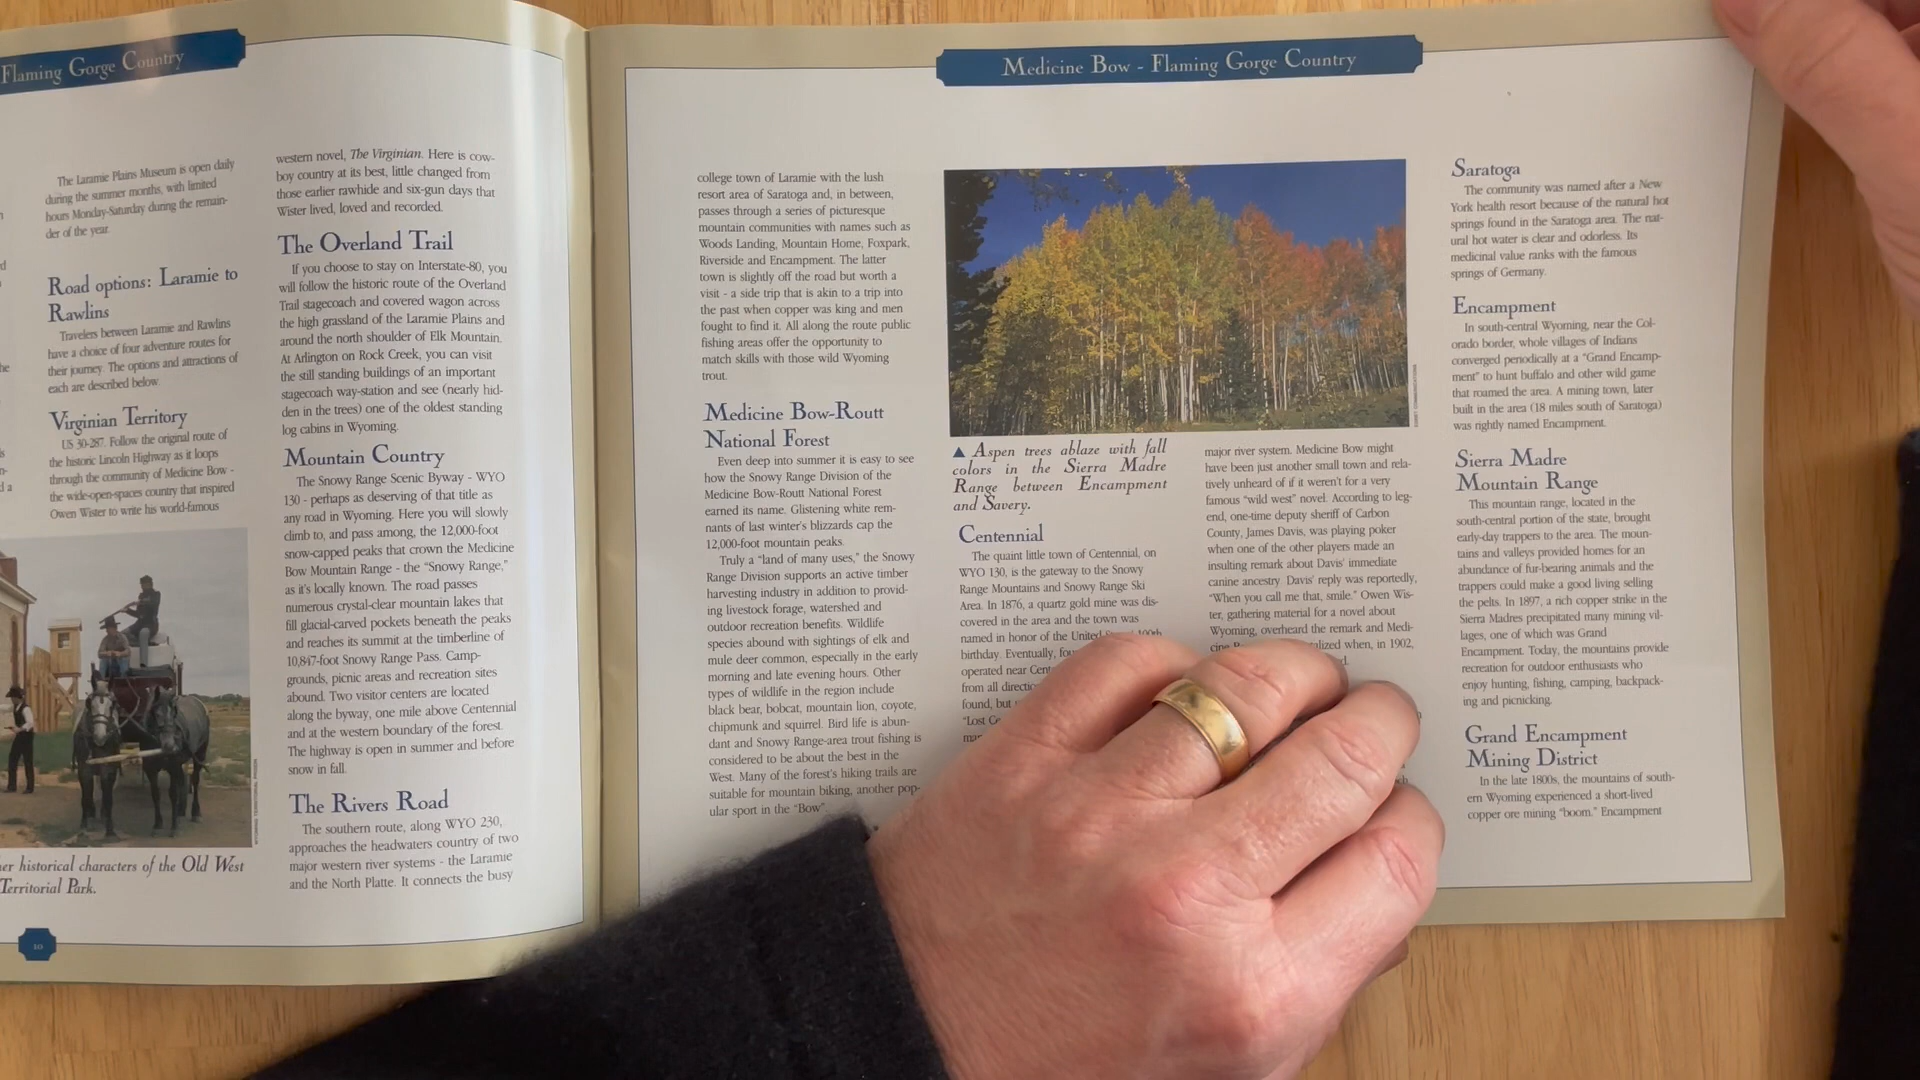 Flaming Gorge Country
The Laramie Plains Museum is open daily
during the summer months, with limited
hours Monday-Saturday during the remain-
der of the year.
Road options: Laramie to
Rawlins
Travelers between Laramie and Rawlins
have a choice of four adventure routes for
their journey. The options and attractions of
each are described below.
Virginian Territory
US 30-287. Follow the original route of
the historic Lincoln Highway as it loops
through the community of Medicine Bow -
the wide-open-spaces country that inspired
Owen Wister to write his world-famous
WYOMING TERRITORIAL PRISON
er historical characters of the Old West
Territorial Park.
10
western novel, The Virginian. Here is cow-
boy country at its best, little changed from
those earlier rawhide and six-gun days that
Wister lived, loved and recorded.
The Overland Trail
If you choose to stay on Interstate-80, you
will follow the historic route of the Overland
Trail stagecoach and covered wagon across
the high grassland of the Laramie Plains and
around the north shoulder of Elk Mountain.
At Arlington on Rock Creek, you can visit
the still standing buildings of an important
stagecoach way-station and see (nearly hid-
den in the trees) one of the oldest standing
log cabins in Wyoming.
Mountain Country
The Snowy Range Scenic Byway - WYO
130 - perhaps as deserving of that title as
any road in Wyoming. Here you will slowly
climb to, and pass among, the 12,000-foot
snow-capped peaks that crown the Medicine
Bow Mountain Range - the "Snowy Range,"
as it's locally known. The road passes
numerous crystal-clear mountain lakes that
fill glacial-carved pockets beneath the peaks
and reaches its summit at the timberline of
10,847-foot Snowy Range Pass. Camp-
grounds, picnic areas and recreation sites
abound. Two visitor centers are located
along the byway, one mile above Centennial
and at the western boundary of the forest.
The highway is open in summer and before
snow in fall.
The Rivers Road
The southern route, along WYO 230,
approaches the headwaters country of two
major western river systems - the Laramie
and the North Platte. It connects the busy
Medicine Bow - Flaming Gorge Country
college town of Laramie with the lush
resort area of Saratoga and, in between,
passes through a series of picturesque
mountain communities with names such as
Woods Landing, Mountain Home, Foxpark,
Riverside and Encampment. The latter
town is slightly off the road but worth a
visit - a side trip that is akin to a trip into
the past when copper was king and men
fought to find it. All along the route public
fishing areas offer the opportunity to
match skills with those wild Wyoming
trout.
Medicine Bow-Routt
National Forest
Even deep into summer it is easy to see
how the Snowy Range Division of the
Medicine Bow-Routt National Forest
earned its name. Glistening white rem-
nants of last winter's blizzards cap the
12,000-foot mountain peaks.
Truly a "land of many uses," the Snowy
Range Division supports an active timber
harvesting industry in addition to provid-
ing livestock forage, watershed and
outdoor recreation benefits. Wildlife
species abound with sightings of elk and
mule deer common, especially in the early
morning and late evening hours. Other
types of wildlife in the region include
black bear, bobcat, mountain lion, coyote,
chipmunk and squirrel. Bird life is abun-
dant and Snowy Range-area trout fishing is
considered to be about the best in the
West. Many of the forest's hiking trails are
suitable for mountain biking, another pop-
ular sport in the "Bow".
▲ Aspen trees ablaze with fall
colors in the Sierra Madre
Range between Encampment
and Savery.
Centennial
The quaint little town of Centennial, on
WYO 130, is the gateway to the Snowy
Range Mountains and Snowy Range Ski
Area. In 1876, a quartz gold mine was dis-
covered in the area and the town was
named in honor of the United 100th
birthday. Eventually,
operated near
from all
found, but
"Lost
major river system. Medicine Bow might
have been just another small town and rela-
tively unheard of if it weren't for a very
famous "wild west" novel. According to leg-
end, one-time deputy sheriff of Carbon
County, James Davis, was playing poker
when one of the other players made an
insulting remark about Davis' immediate
canine ancestry. Davis' reply was reportedly,
"When you call me that, smile." Owen Wis-
ter, gathering material for a novel about
Wyoming, overheard the remark and Medi-
cine when, in 1902,
Saratoga
The community was named after a New
York health resort because of the natural hot
springs found in the Saratoga area. The nat-
ural hot water is clear and odorless. Its
medicinal value ranks with the famous
springs of Germany.
Encampment
In south-central Wyoming, near the Col-
orado border, whole villages of Indians
converged periodically at a "Grand Encamp-
ment" to hunt buffalo and other wild game
that roamed the area. A mining town, later
built in the area (18 miles south of Saratoga)
was rightly named Encampment.
Sierra Madre
Mountain Range
This mountain range, located in the
south-central portion of the state, brought
early-day trappers to the area. The moun-
tains and valleys provided homes for an
abundance of fur-bearing animals and the
trappers could make a good living selling
the pelts. In 1897, a rich copper strike in the
Sierra Madres precipitated many mining vil-
lages, one of which was Grand
Encampment. Today, the mountains provide
recreation for outdoor enthusiasts who
enjoy hunting, fishing, camping, backpack-
ing and picnicking.
Grand Encampment
Mining District
In the late 1800s, the mountains of south-
ern Wyoming experienced a short-lived
copper ore mining "boom." Encampment